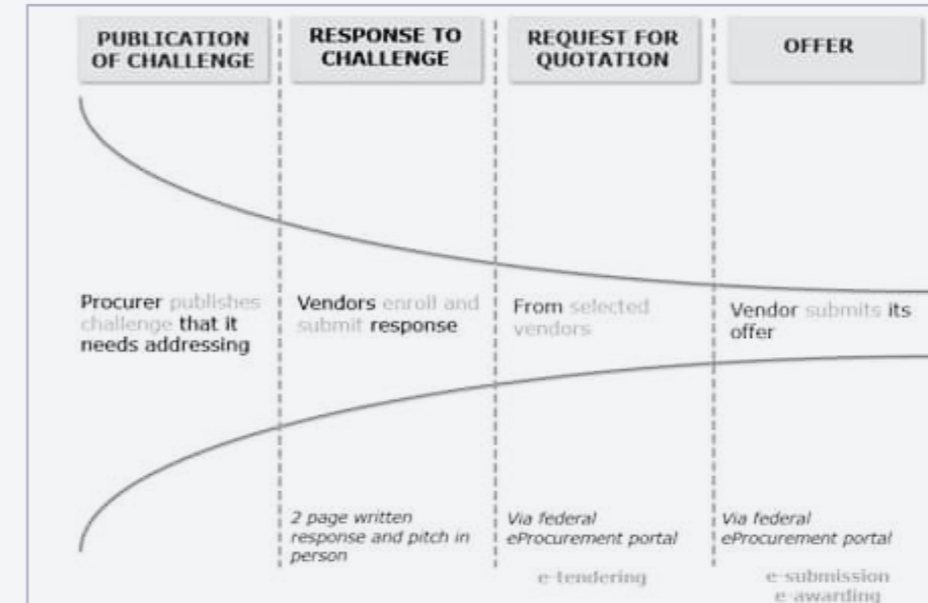 PUBLICATION
OF CHALLENGE
RESPONSE TO
CHALLENGE
REQUEST FOR
QUOTATION
OFFER
Procurer publishes
challenge that it
needs addressing
Vendors enroll and
submit response
From selected
vendors
Vendor submits its
offer
2 page written
response and pitch in
person
Via federal
eProcurement portal
e-tendering
Via federal
eProcurement portal
e-submission
e-awarding